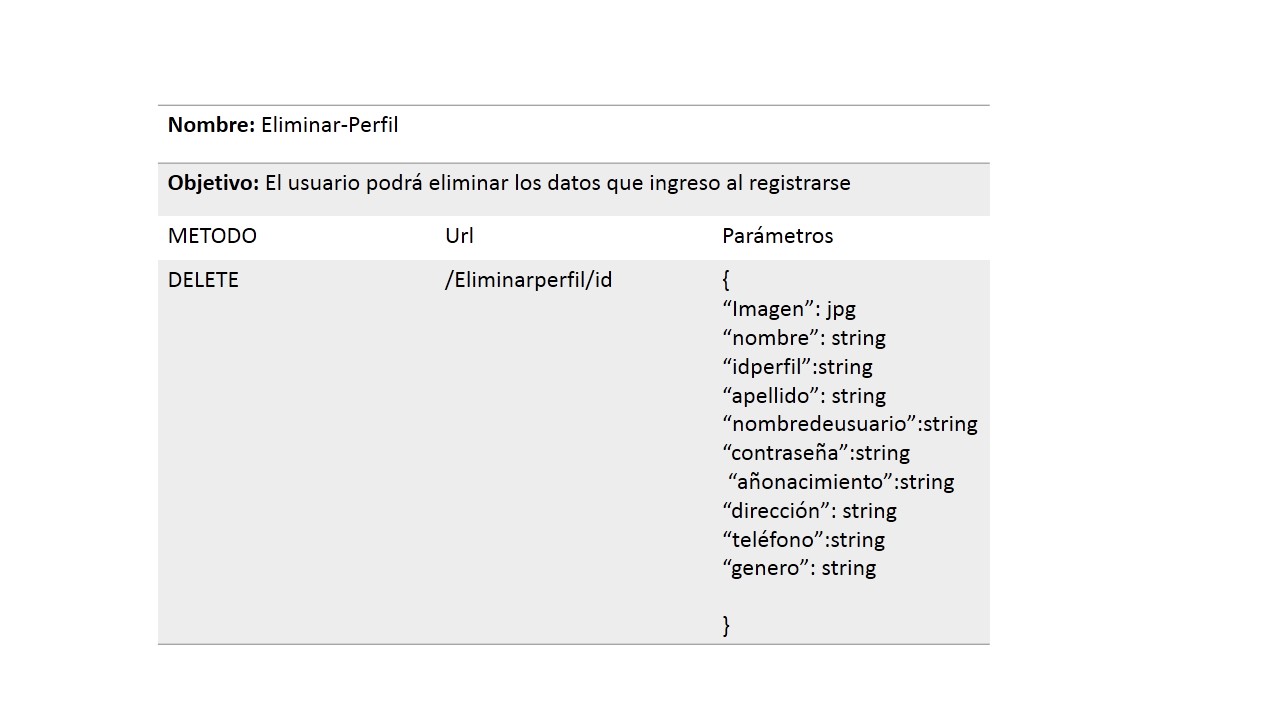 Nombre: Eliminar-Perfil
Objetivo: El usuario podrá eliminar los datos que ingreso al registrarse
METODO Url Parámetros
DELETE /Eliminarperfil/id {
“Imagen”: jpg
“nombre”: string
“idperfil”:string
“apellido”: string
“nombredeusuario”:string
“contraseña”:string
“añonacimiento”:string
“dirección”: string
“teléfono”:string
“genero”: string
}